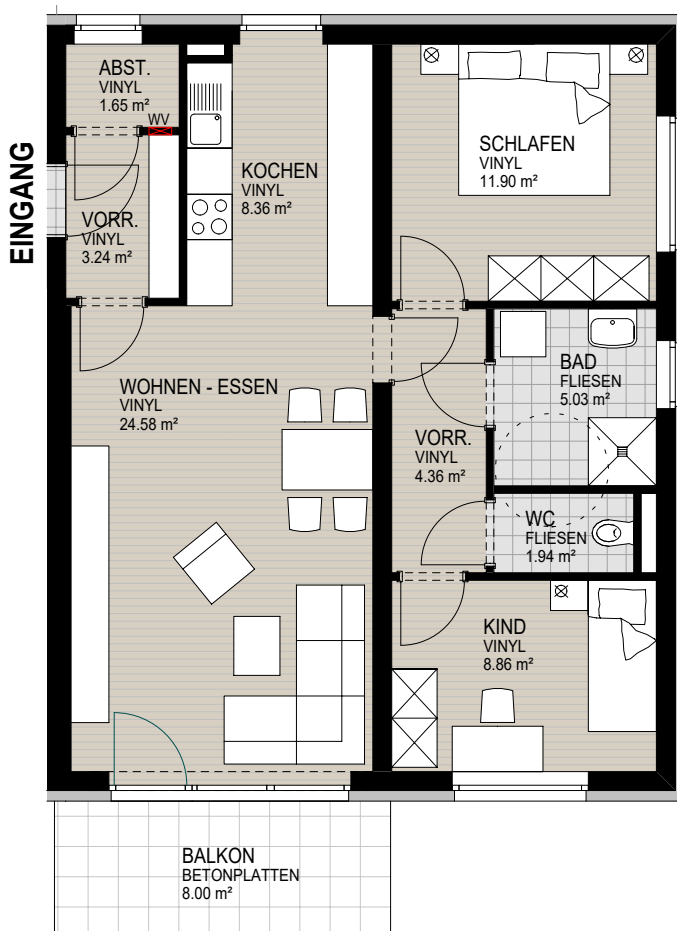 ABST.
VINYL
1.65 m²
WV
EINGANG
VORR.
VINYL
3.24 m²
KOCHEN
VINYL
8.36 m²
SCHLAFEN
VINYL
11.90 m²
WOHNEN - ESSEN
VINYL
24.58 m²
BAD
FLIESEN
5.03 m²
VORR.
VINYL
4.36 m²
WC
FLIESEN
1.94 m²
KIND
VINYL
8.86 m²
BALKON
BETONPLATTEN
8.00 m²